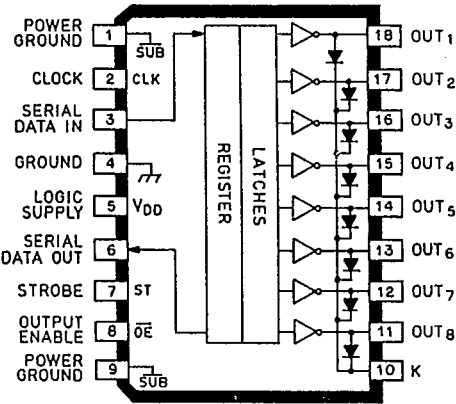 POWER
GROUND
1
SUB
CLOCK
2
CLK
SERIAL
DATA IN
3
GROUND
4
LOGIC
SUPPLY
5
VDD
SERIAL
DATA OUT
6
STROBE
7
ST
OUTPUT
ENABLE
8
OE
POWER
GROUND
9
SUB
REGISTER
LATCHES
18
OUT1
17
OUT2
16
OUT3
15
OUT4
14
OUT5
13
OUT6
12
OUT7
11
OUT8
10
K